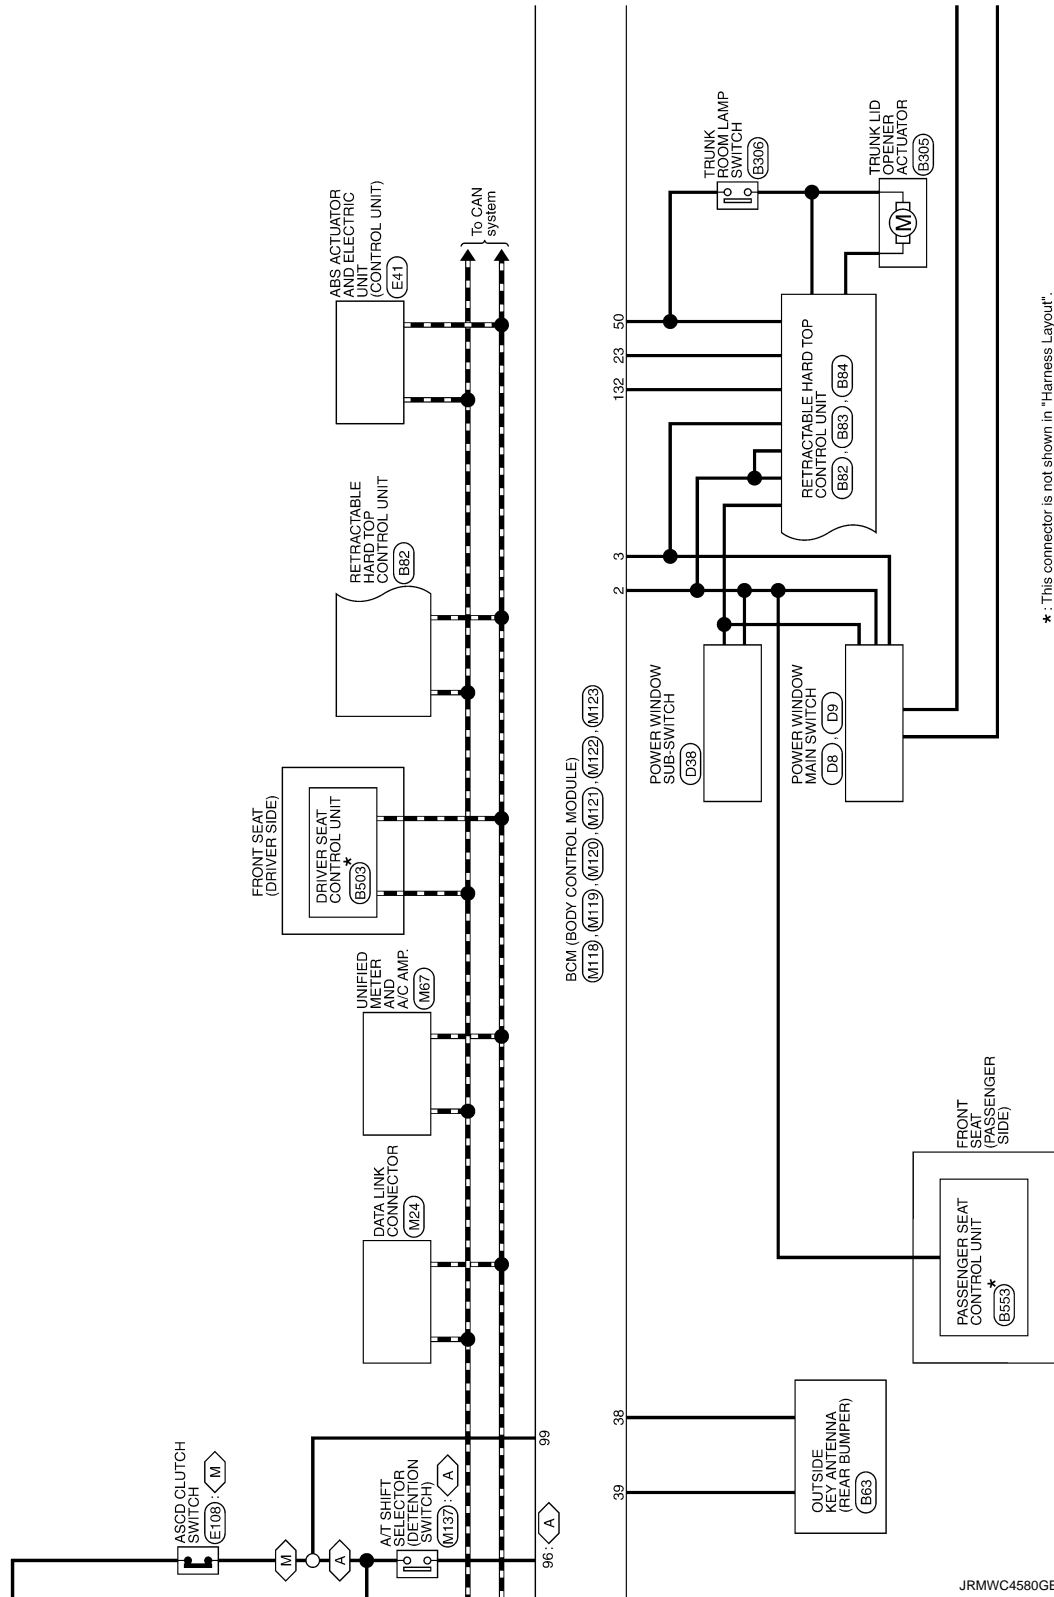 ASCD CLUTCH
SWITCH
E108 : M
M
A
A/T SHIFT
SELECTOR
(DETENTION
SWITCH)
M137 : A
96 : A
99
DATA LINK
CONNECTOR
M24
UNIFIED
METER
AND
A/C AMP.
M67
FRONT SEAT
(DRIVER SIDE)
DRIVER SEAT
CONTROL UNIT
*
B503
RETRACTABLE
HARD TOP
CONTROL UNIT
B82
ABS ACTUATOR
AND ELECTRIC
UNIT
(CONTROL UNIT)
E41
To CAN
system
BCM (BODY CONTROL MODULE)
M118 , M119 , M120 , M121 , M122 , M123
39
38
2
3
132
23
50
OUTSIDE
KEY ANTENNA
(REAR BUMPER)
B63
FRONT
SEAT
(PASSENGER
SIDE)
PASSENGER SEAT
CONTROL UNIT
*
B553
POWER WINDOW
SUB-SWITCH
D38
POWER WINDOW
MAIN SWITCH
D8 , D9
RETRACTABLE HARD TOP
CONTROL UNIT
B82 , B83 , B84
TRUNK
ROOM LAMP
SWITCH
B306
TRUNK LID
OPENER
ACTUATOR
B305
M
* : This connector is not shown in "Harness Layout".
JRMWC4580GE